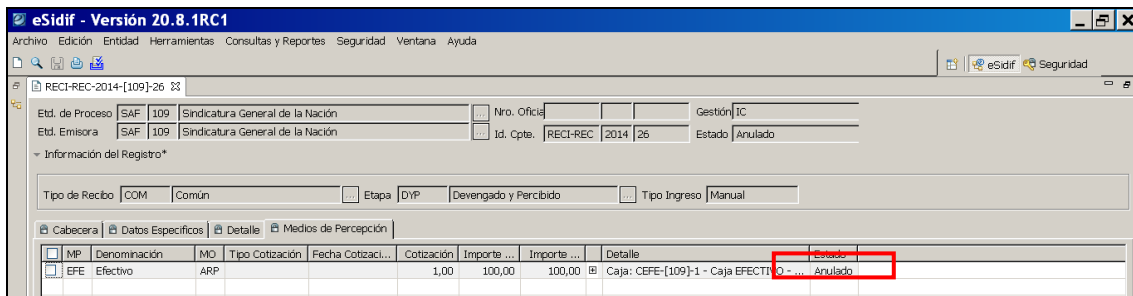 eSidif - Versión 20.8.1RC1
Archivo Edición Entidad Herramientas Consultas y Reportes Seguridad Ventana Ayuda
eSidif Seguridad
RECI-REC-2014-[109]-26
Etd. de Proceso SAF 109 Sindicatura General de la Nación ... Nro. Oficial Gestión IC
Etd. Emisora SAF 109 Sindicatura General de la Nación ... Id. Cpte. RECI-REC 2014 26 Estado Anulado
Información del Registro*
Tipo de Recibo COM Común ... Etapa DYP Devengado y Percibido ... Tipo Ingreso Manual
Cabecera Datos Especificos Detalle Medios de Percepción
MP Denominación MO Tipo Cotización Fecha Cotizaci... Cotización Importe ... Importe ... Detalle Estado
EFE Efectivo ARP 1,00 100,00 100,00 Caja: CEFE-[109]-1 - Caja EFECTIVO - ... Anulado